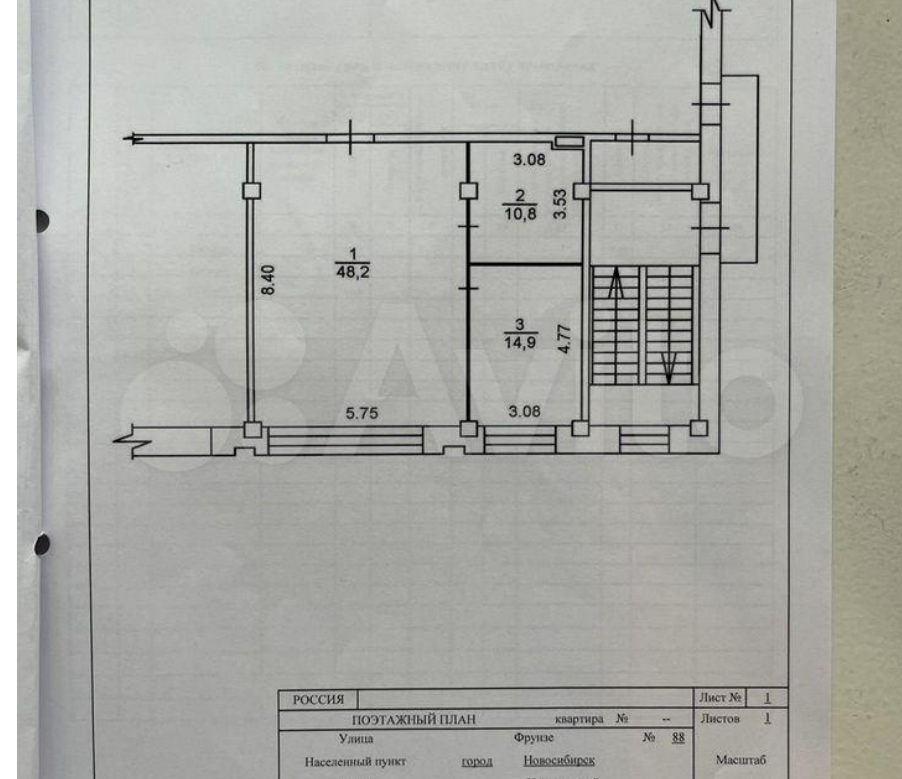 3.08
2
10,8
3.53
1
48,2
8.40
3
14,9
4.77
5.75
3.08
Avito
РОССИЯ
Лист № 1
ПОЭТАЖНЫЙ ПЛАН квартира № --
Листов 1
Улица Фрунзе № 88
Населенный пункт город Новосибирск
Масштаб